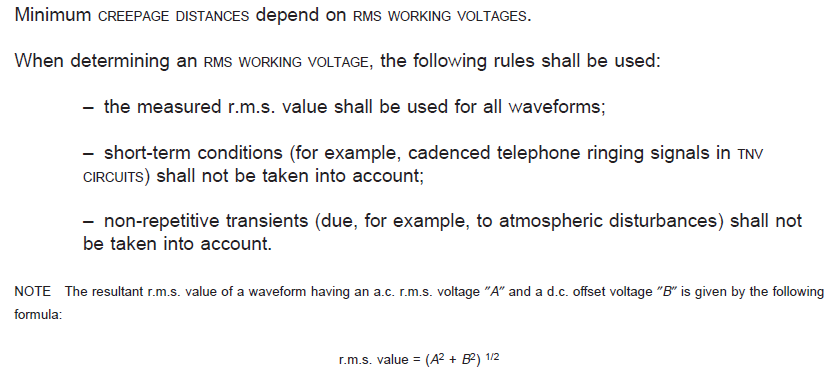 Minimum CREEPAGE DISTANCES depend on RMS WORKING VOLTAGES.
When determining an RMS WORKING VOLTAGE, the following rules shall be used:
– the measured r.m.s. value shall be used for all waveforms;
– short-term conditions (for example, cadenced telephone ringing signals in TNV
CIRCUITS) shall not be taken into account;
– non-repetitive transients (due, for example, to atmospheric disturbances) shall not
be taken into account.
NOTE The resultant r.m.s. value of a waveform having an a.c. r.m.s. voltage "A" and a d.c. offset voltage "B" is given by the following
formula:
r.m.s. value = (A² + B²) ¹/²